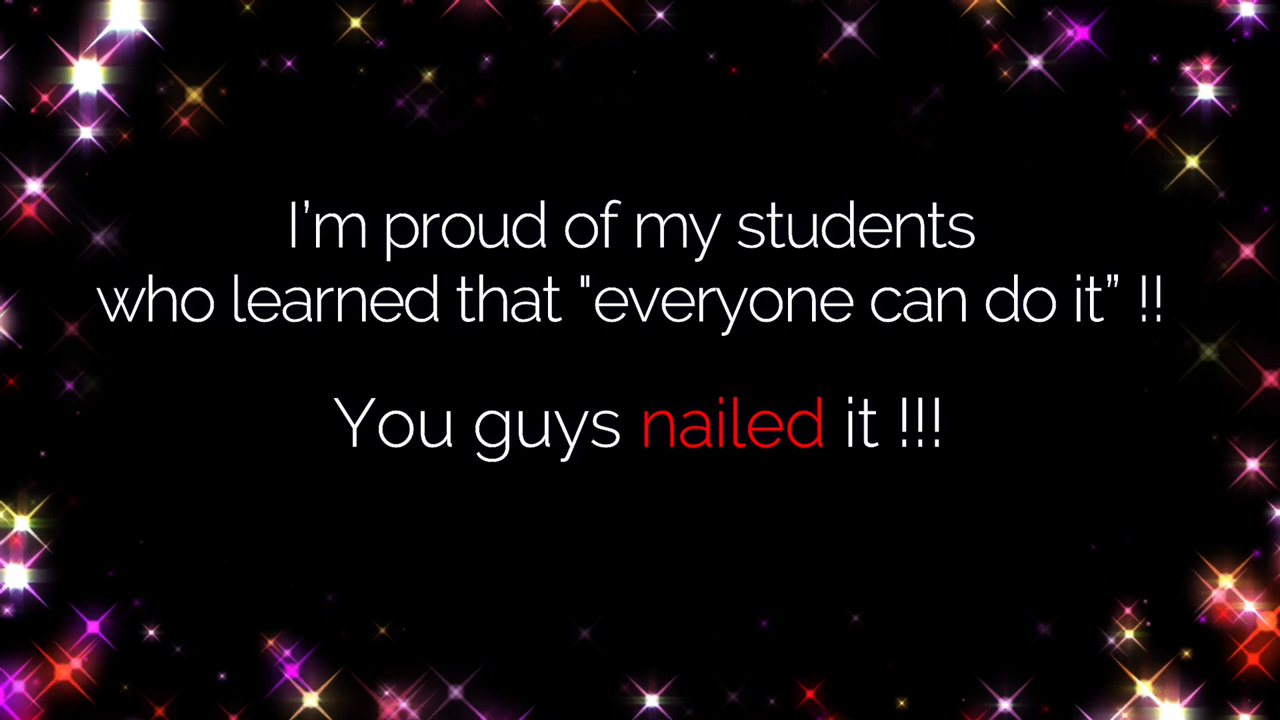 I’m proud of my students
who learned that "everyone can do it” !!
You guys nailed it !!!